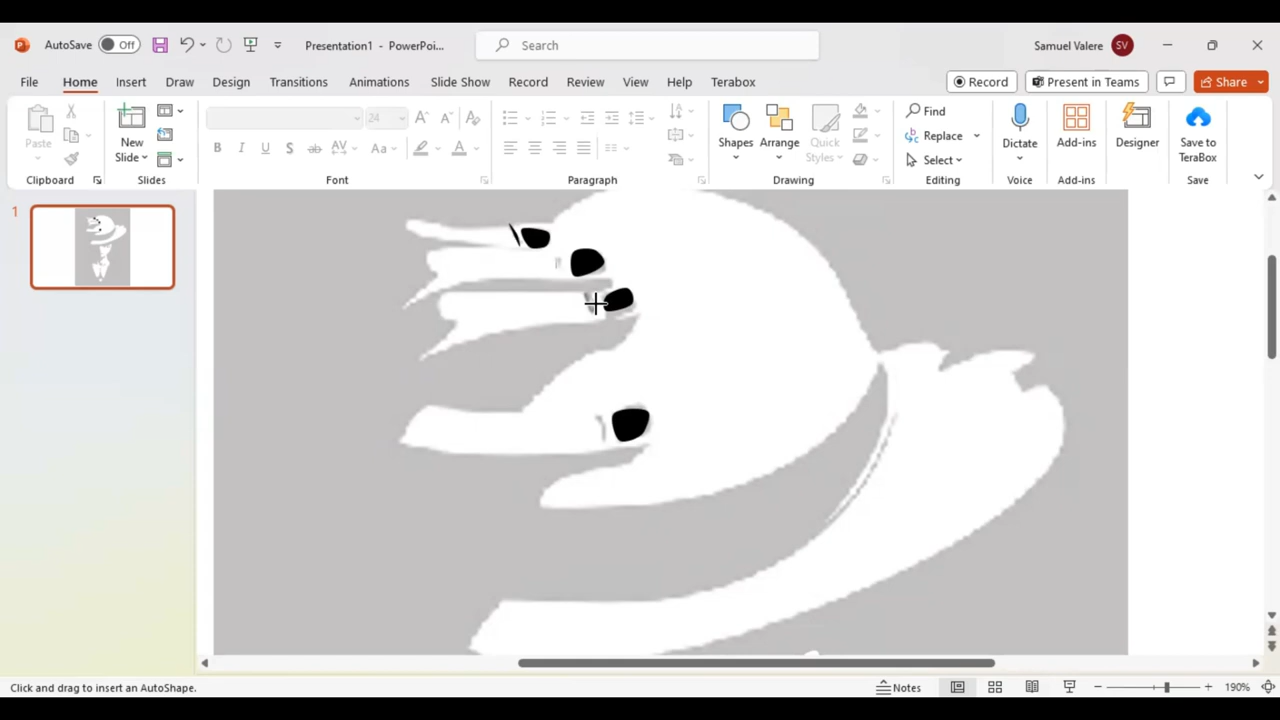 AutoSave Off Presentation1 - PowerPoi... Search Samuel Valere SV
File Home Insert Draw Design Transitions Animations Slide Show Record Review View Help Terabox Record Present in Teams Share
Paste New Slide Aa A Shapes Arrange Quick Styles Find Replace Select Dictate Add-ins Designer Save to TeraBox
Clipboard Slides Font Paragraph Drawing Editing Voice Add-ins Save
1
Click and drag to insert an AutoShape. Notes 190%